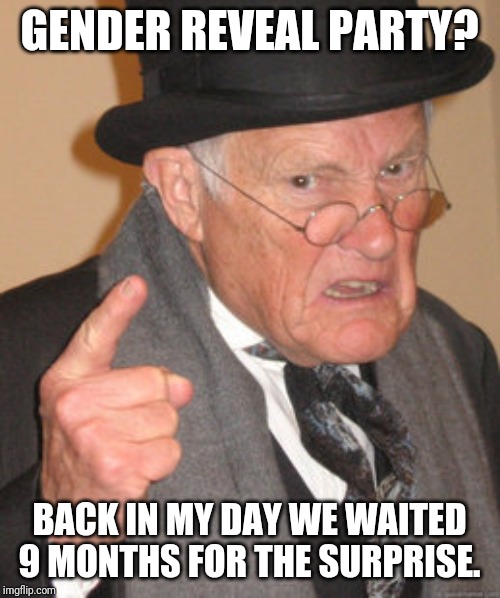 GENDER REVEAL PARTY?
BACK IN MY DAY WE WAITED
9 MONTHS FOR THE SURPRISE.
imgflip.com